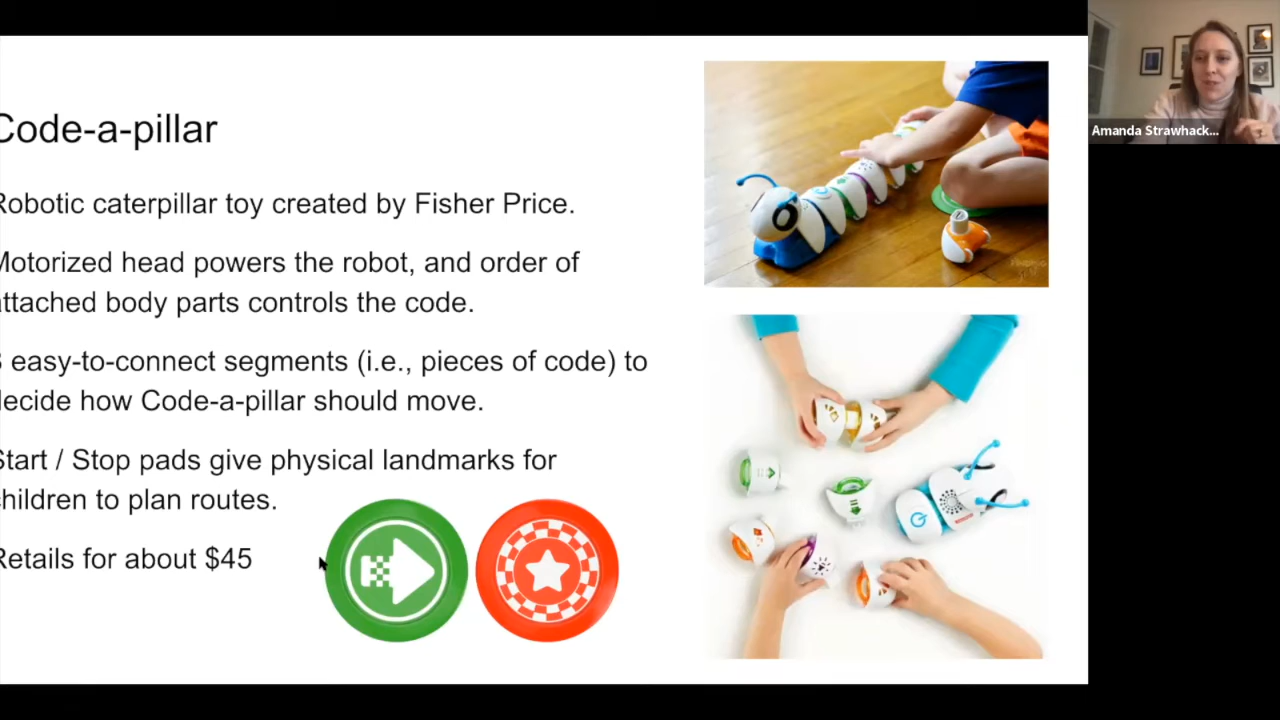 Code-a-pillar
Robotic caterpillar toy created by Fisher Price.
Motorized head powers the robot, and order of
attached body parts controls the code.
easy-to-connect segments (i.e., pieces of code) to
decide how Code-a-pillar should move.
Start / Stop pads give physical landmarks for
children to plan routes.
Retails for about $45
Amanda Strawhack...